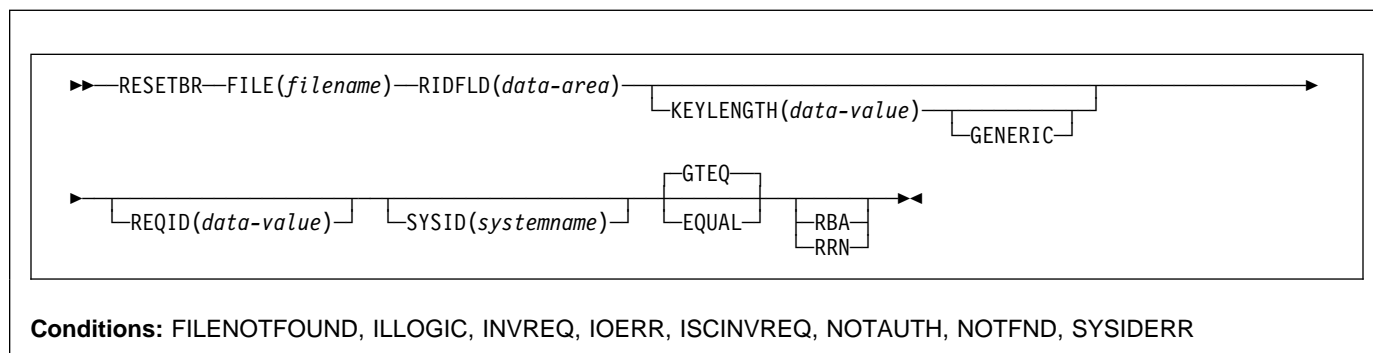 RESETBR FILE(filename) RIDFLD(data-area)
KEYLENGTH(data-value)
GENERIC
GTEQ
REQID(data-value) SYSID(systemname) EQUAL RBA
RRN
Conditions: FILENOTFOUND, ILLOGIC, INVREQ, IOERR, ISCINVREQ, NOTAUTH, NOTFND, SYSIDERR